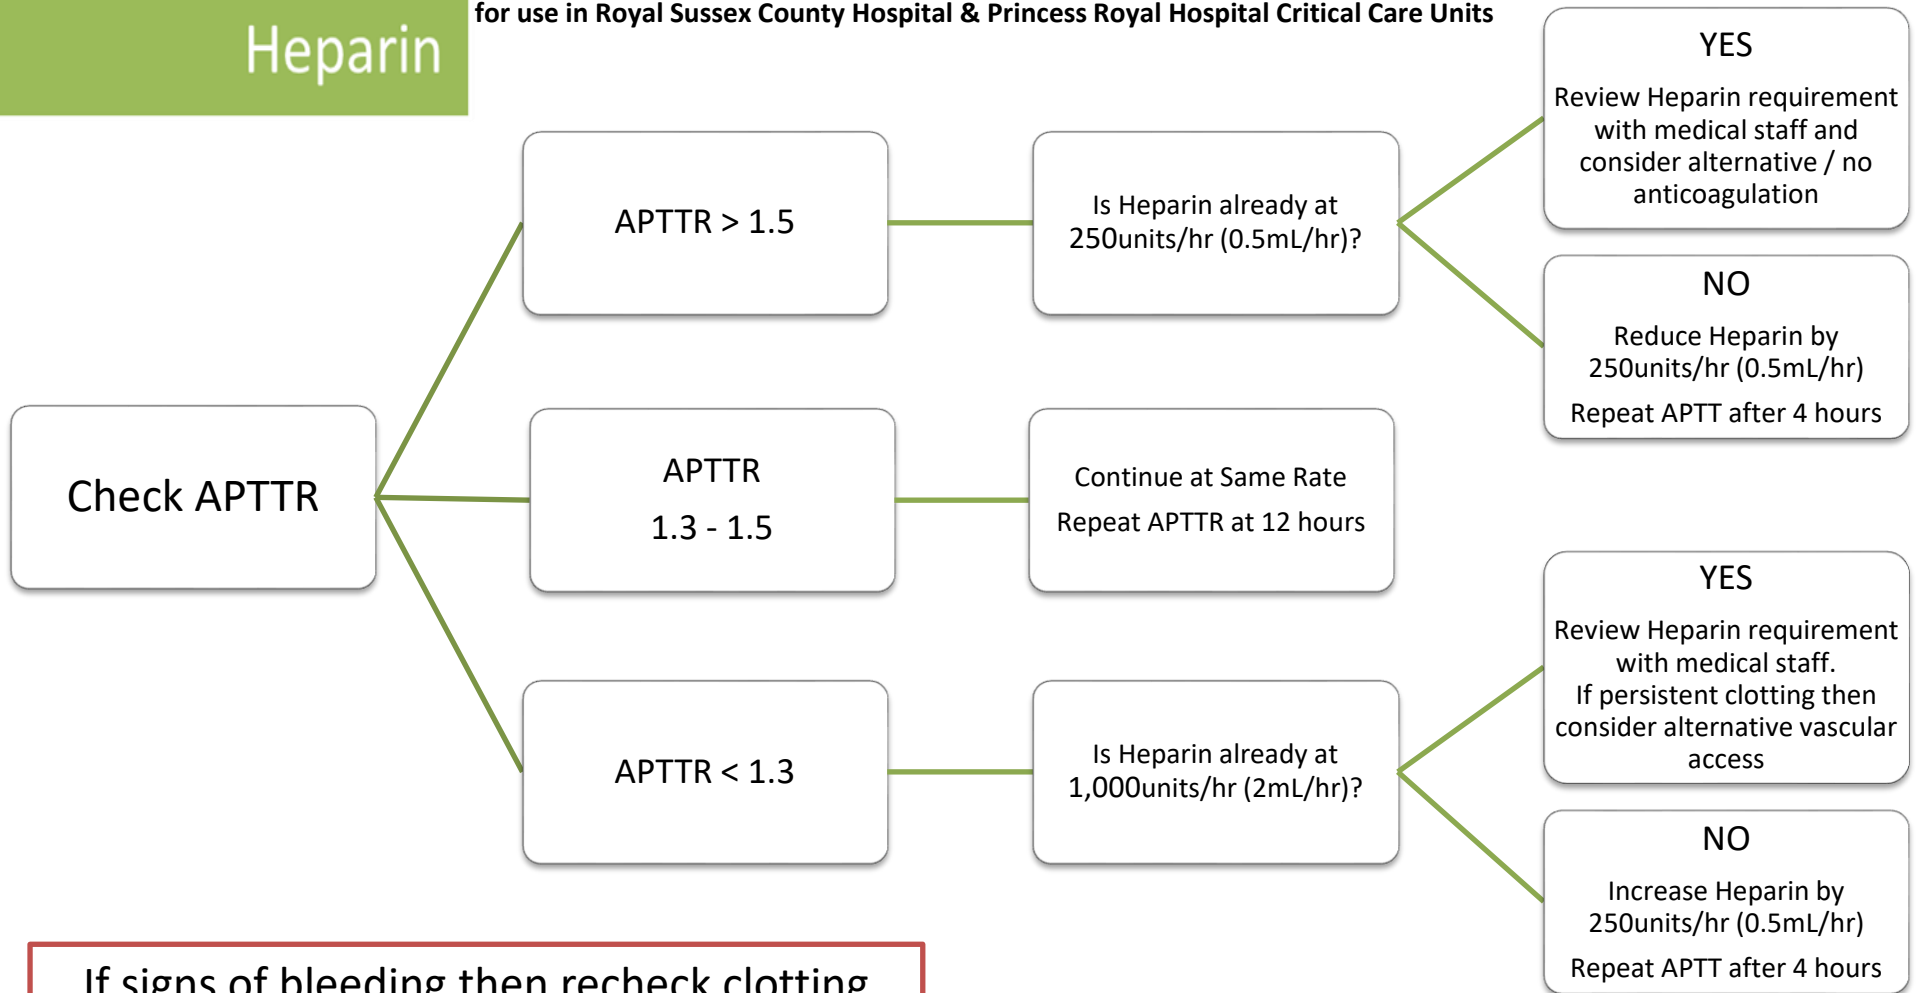 for use in Royal Sussex County Hospital & Princess Royal Hospital Critical Care Units
Heparin
Check APTTR
APTTR > 1.5
Is Heparin already at
250units/hr (0.5mL/hr)?
YES
Review Heparin requirement
with medical staff and
consider alternative / no
anticoagulation
NO
Reduce Heparin by
250units/hr (0.5mL/hr)
Repeat APTT after 4 hours
APTTR
1.3 - 1.5
Continue at Same Rate
Repeat APTTR at 12 hours
APTTR < 1.3
Is Heparin already at
1,000units/hr (2mL/hr)?
YES
Review Heparin requirement
with medical staff.
If persistent clotting then
consider alternative vascular
access
NO
Increase Heparin by
250units/hr (0.5mL/hr)
Repeat APTT after 4 hours
If signs of bleeding then recheck clotting